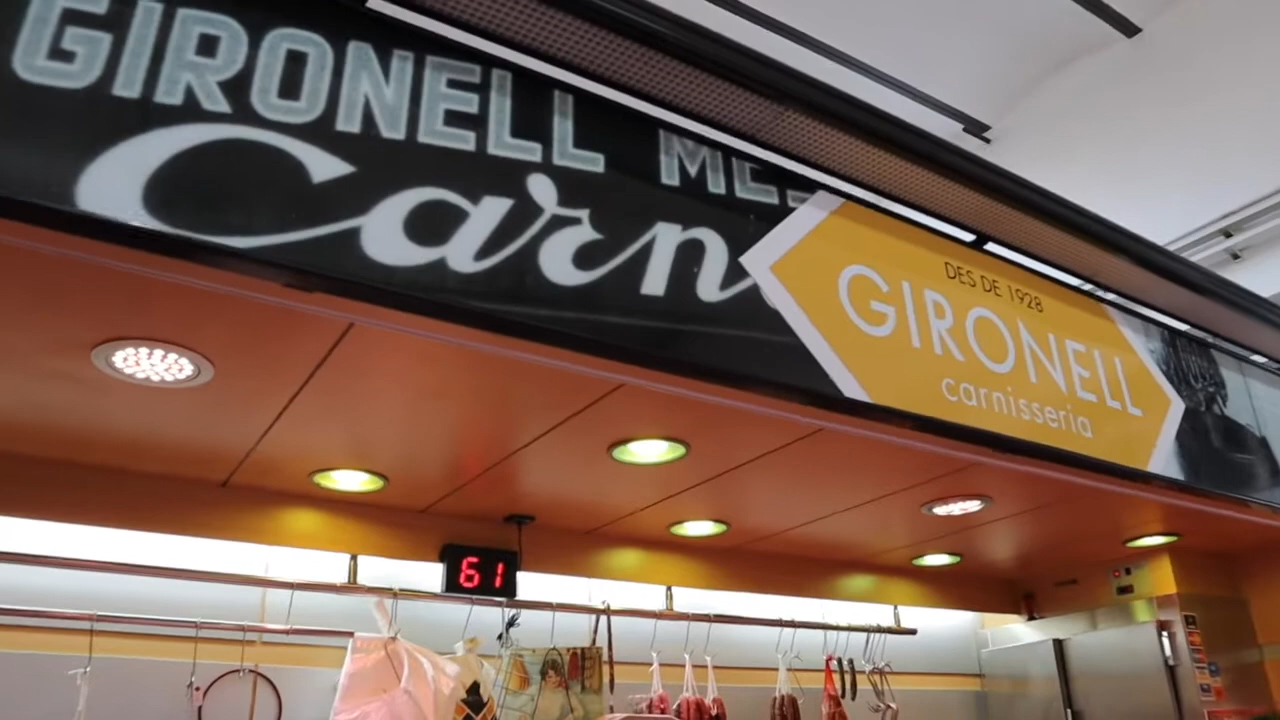 GIRONELL
Carn
DES DE 1928
GIRONELL
carnisseria
61